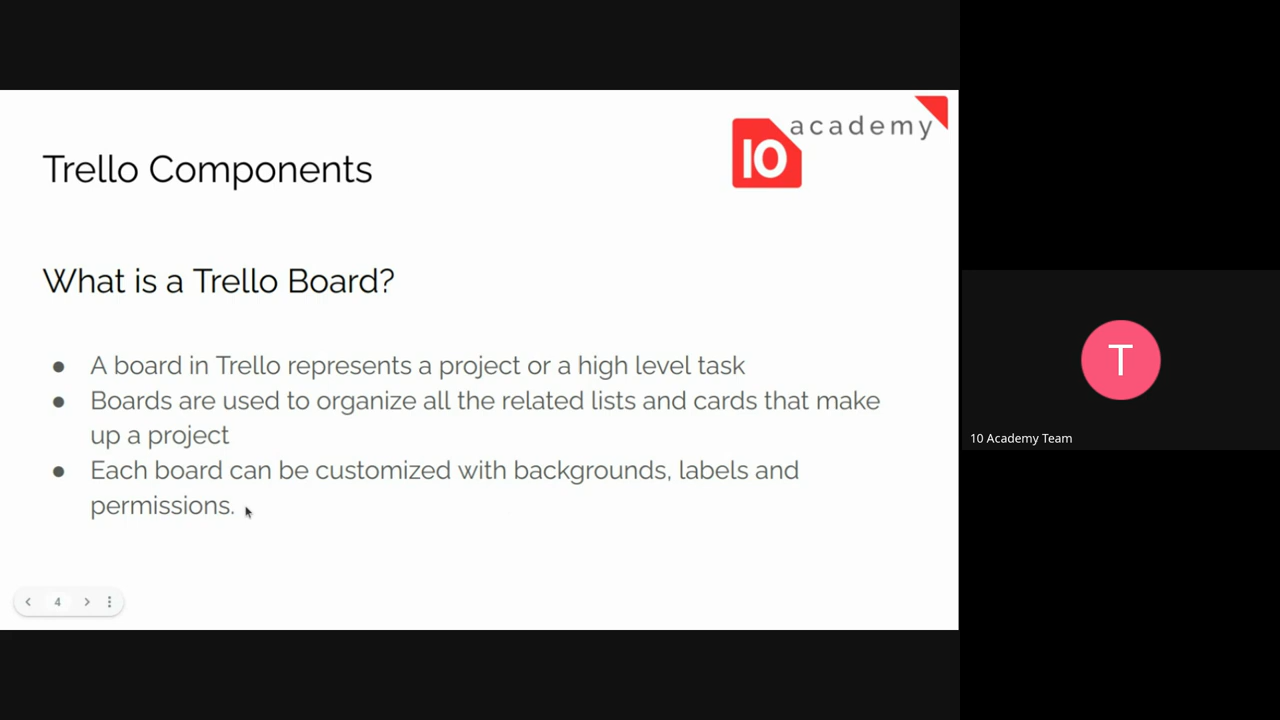 academy
10
Trello Components
What is a Trello Board?
● A board in Trello represents a project or a high level task
● Boards are used to organize all the related lists and cards that make
up a project
● Each board can be customized with backgrounds, labels and
permissions.
4
T
10 Academy Team